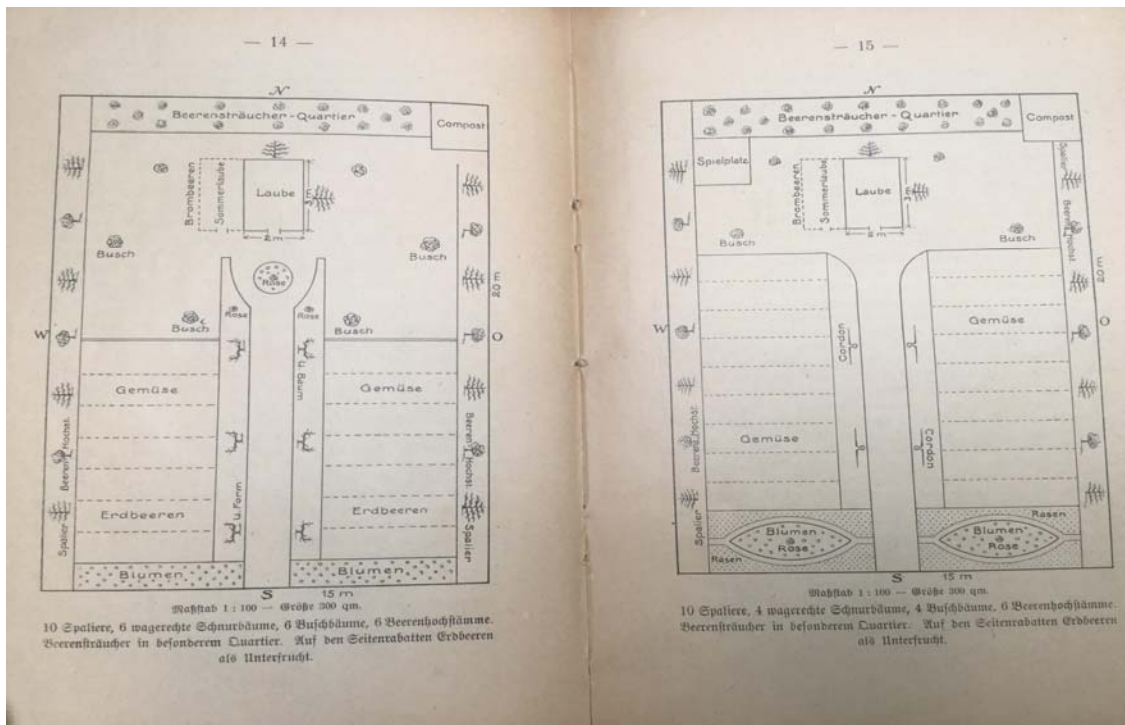 — 14 —
N
Beerensträucher-Quartier
Compost
Brombeeren
Sommerlaube
Laube
3 m
2 m
Busch
Busch
Rose
20 m
Rose
Rose
Busch
Busch
W
O
U. Baum
Gemüse
Gemüse
Beeren Hochst.
Beeren Hochst.
Erdbeeren
U. Form
Erdbeeren
Spalier
Spalier
Blumen
Blumen
S
15 m
Maßstab 1 : 100 — Größe 300 qm.
10 Spaliere, 6 wagerechte Schnurbäume, 6 Buschbäume, 6 Beerenhochstämme.
Beerensträucher in besonderem Quartier. Auf den Seitenrabatten Erdbeeren
als Unterfrucht.
— 15 —
N
Beerensträucher-Quartier
Compost
Spielplatz
Spalier
Brombeeren
Sommerlaube
Laube
3 m
2 m
Beeren Hochst.
Busch
Busch
20 m
W
Gemüse
O
Cordon
Gemüse
Cordon
Beeren Hochst.
Spalier
Rasen
Blumen
Rose
Blumen
Rose
Rasen
S
15 m
Maßstab 1 : 100 — Größe 300 qm.
10 Spaliere, 4 wagerechte Schnurbäume, 4 Buschbäume, 6 Beerenhochstämme.
Beerensträucher in besonderem Quartier. Auf den Seitenrabatten Erdbeeren
als Unterfrucht.